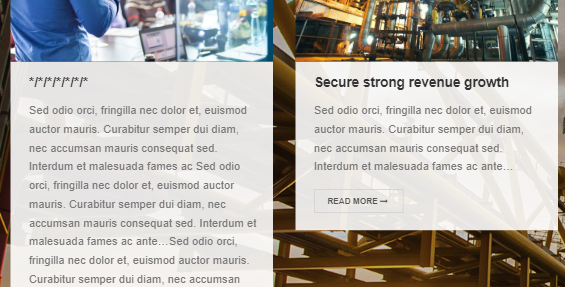 */*/*/*/*/*/*
Sed odio orci, fringilla nec dolor et, euismod
auctor mauris. Curabitur semper dui diam,
nec accumsan mauris consequat sed.
Interdum et malesuada fames ac Sed odio
orci, fringilla nec dolor et, euismod auctor
mauris. Curabitur semper dui diam, nec
accumsan mauris consequat sed. Interdum et
malesuada fames ac ante…Sed odio orci,
fringilla nec dolor et, euismod auctor mauris.
Curabitur semper dui diam, nec accumsan
Secure strong revenue growth
Sed odio orci, fringilla nec dolor et, euismod
auctor mauris. Curabitur semper dui diam,
nec accumsan mauris consequat sed.
Interdum et malesuada fames ac ante…
READ MORE →